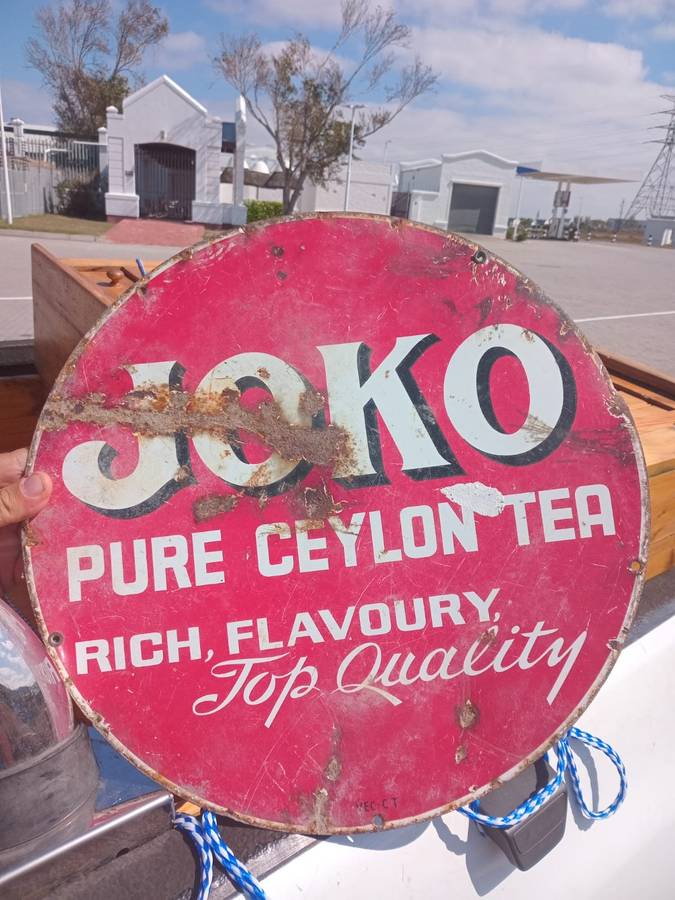 JOKO
PURE CEYLON TEA
RICH, FLAVOURY,
Top Quality